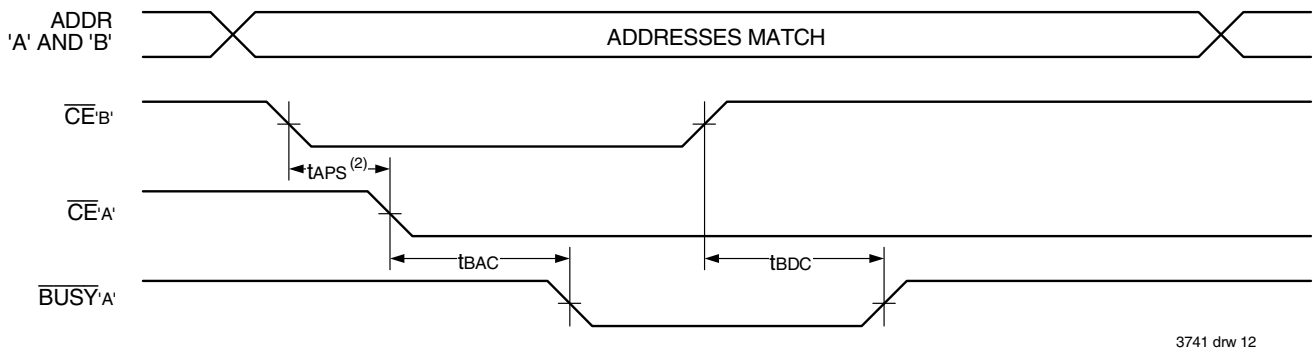 ADDR
'A' AND 'B'
ADDRESSES MATCH
CE'B'
tAPS (2)
CE'A'
tBAC
tBDC
BUSY'A'
3741 drw 12